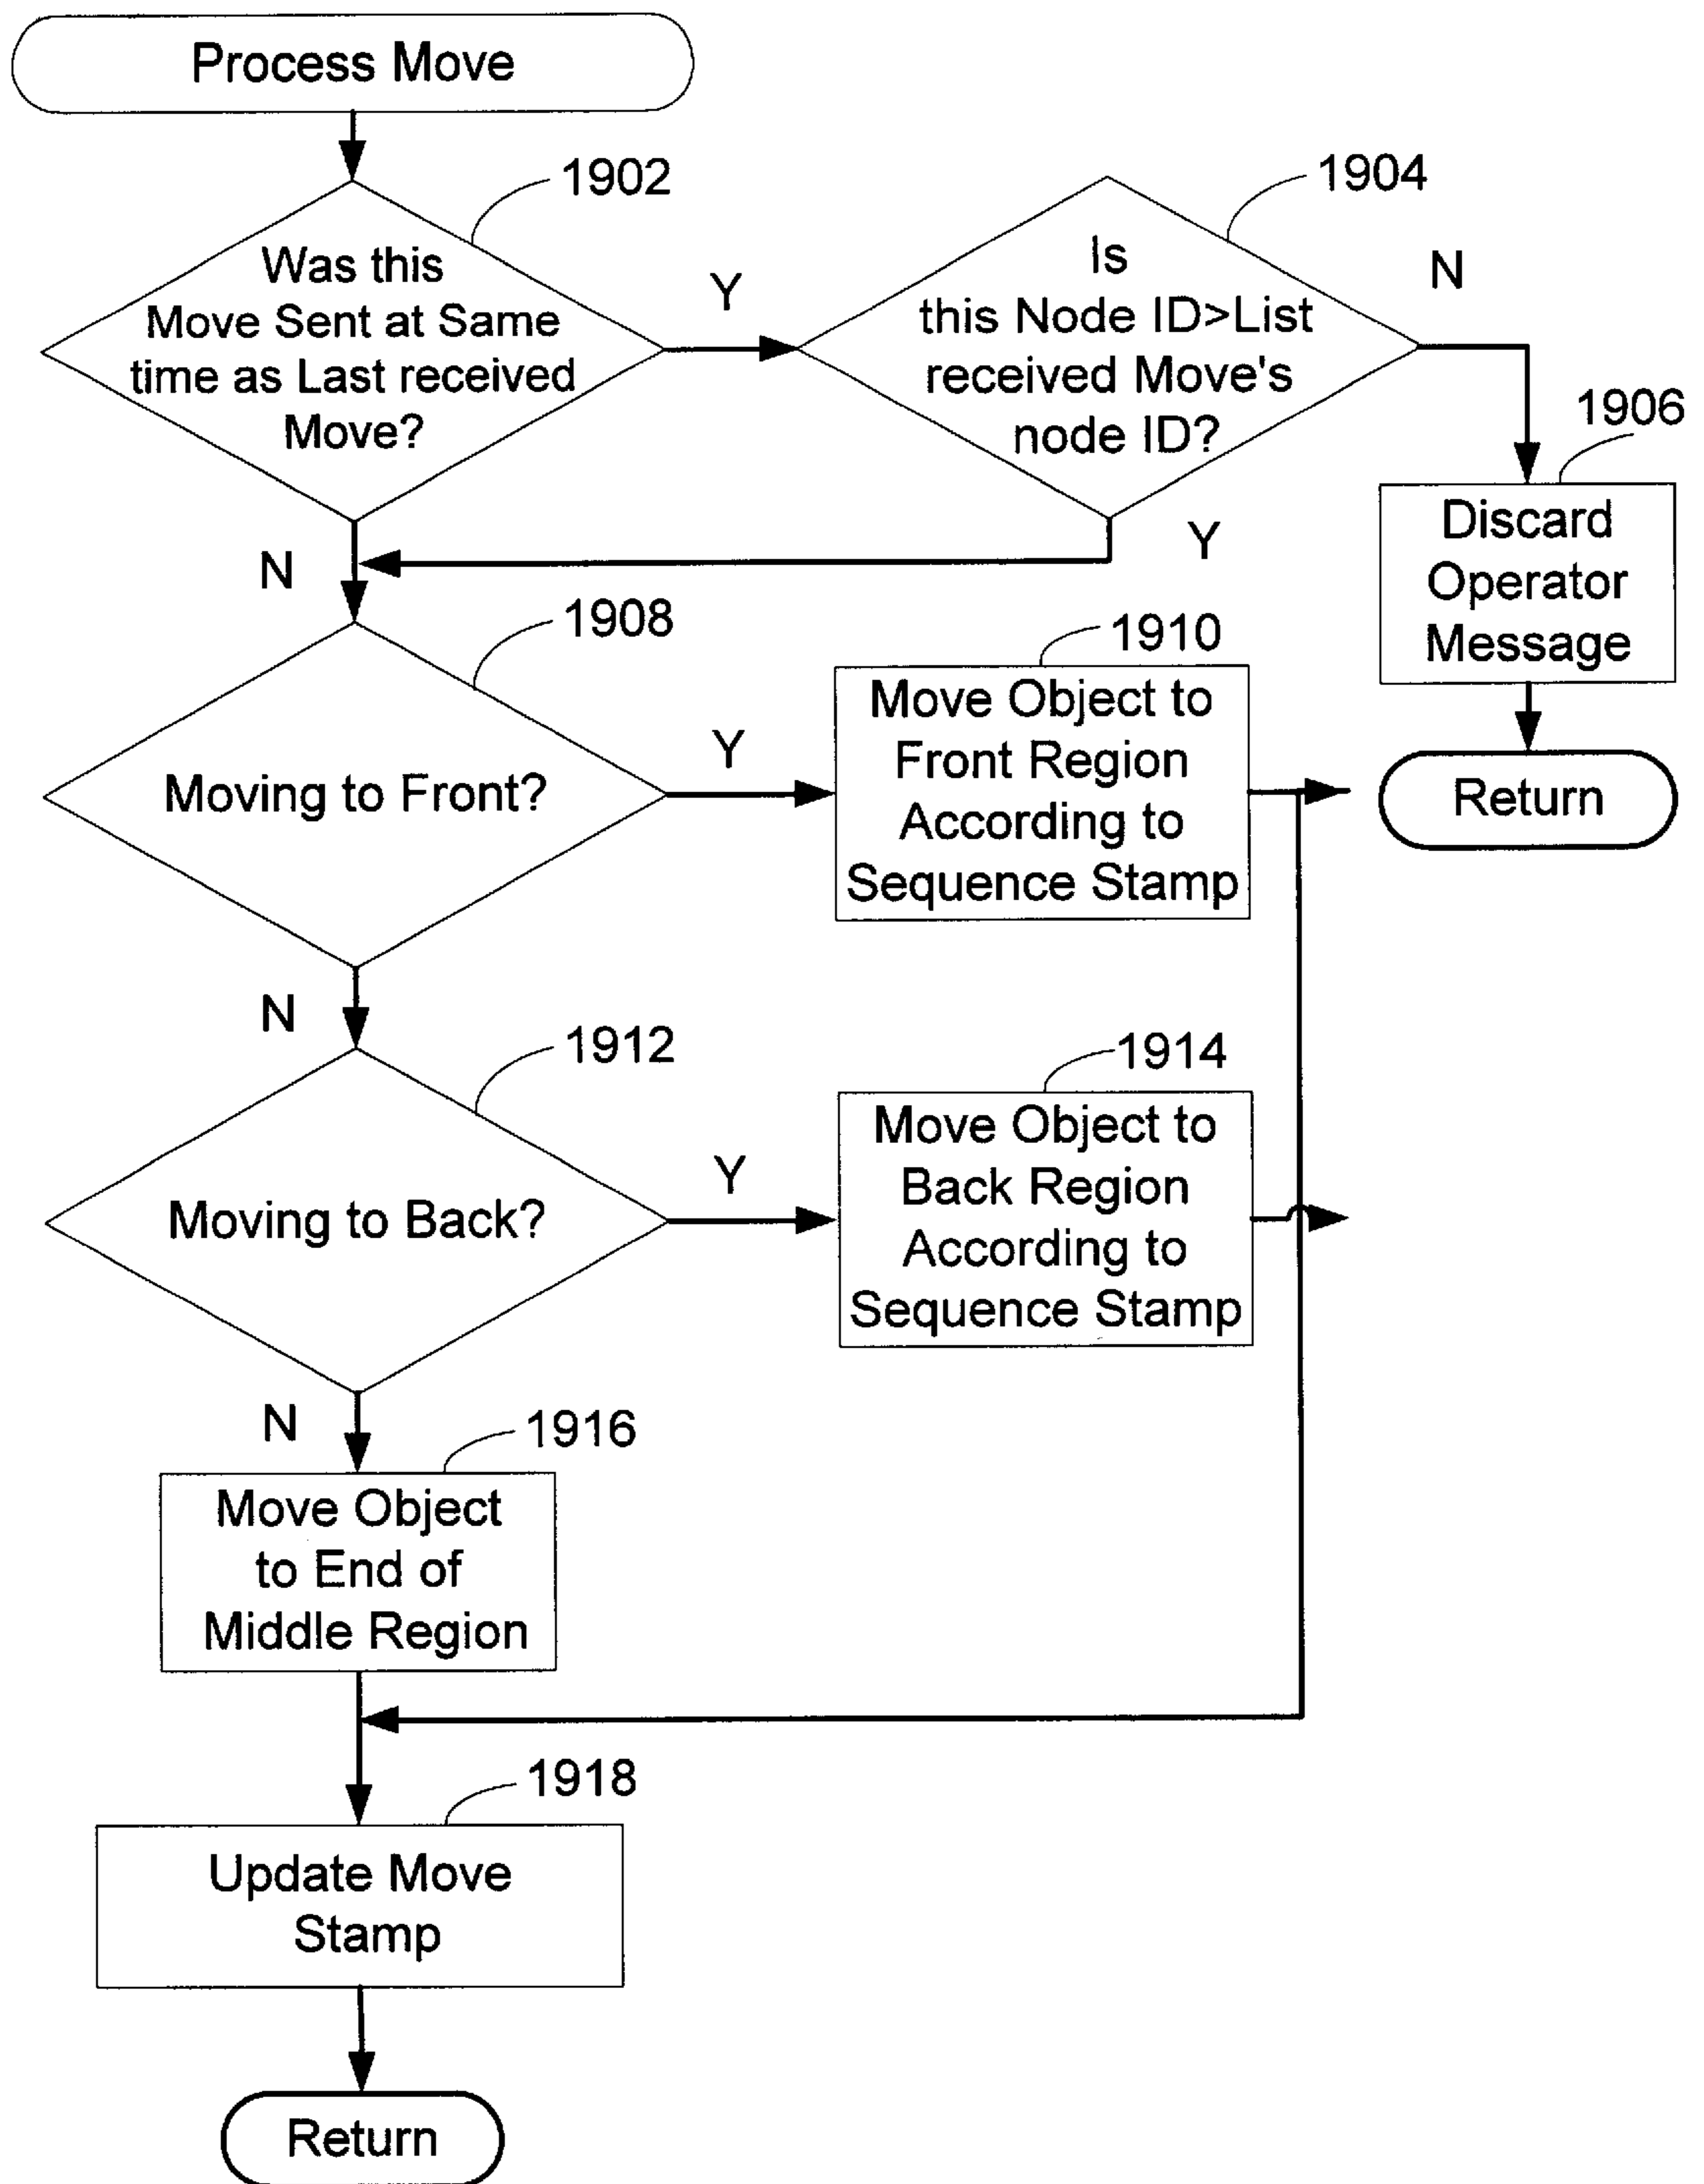 Process Move
1902
Was this
Move Sent at Same
time as Last received
Move?
Y
1904
Is
this Node ID>List
received Move's
node ID?
N
1906
Discard
Operator
Message
Return
Y
N
1908
Moving to Front?
Y
1910
Move Object to
Front Region
According to
Sequence Stamp
N
1912
Moving to Back?
Y
1914
Move Object to
Back Region
According to
Sequence Stamp
N
1916
Move Object
to End of
Middle Region
1918
Update Move
Stamp
Return